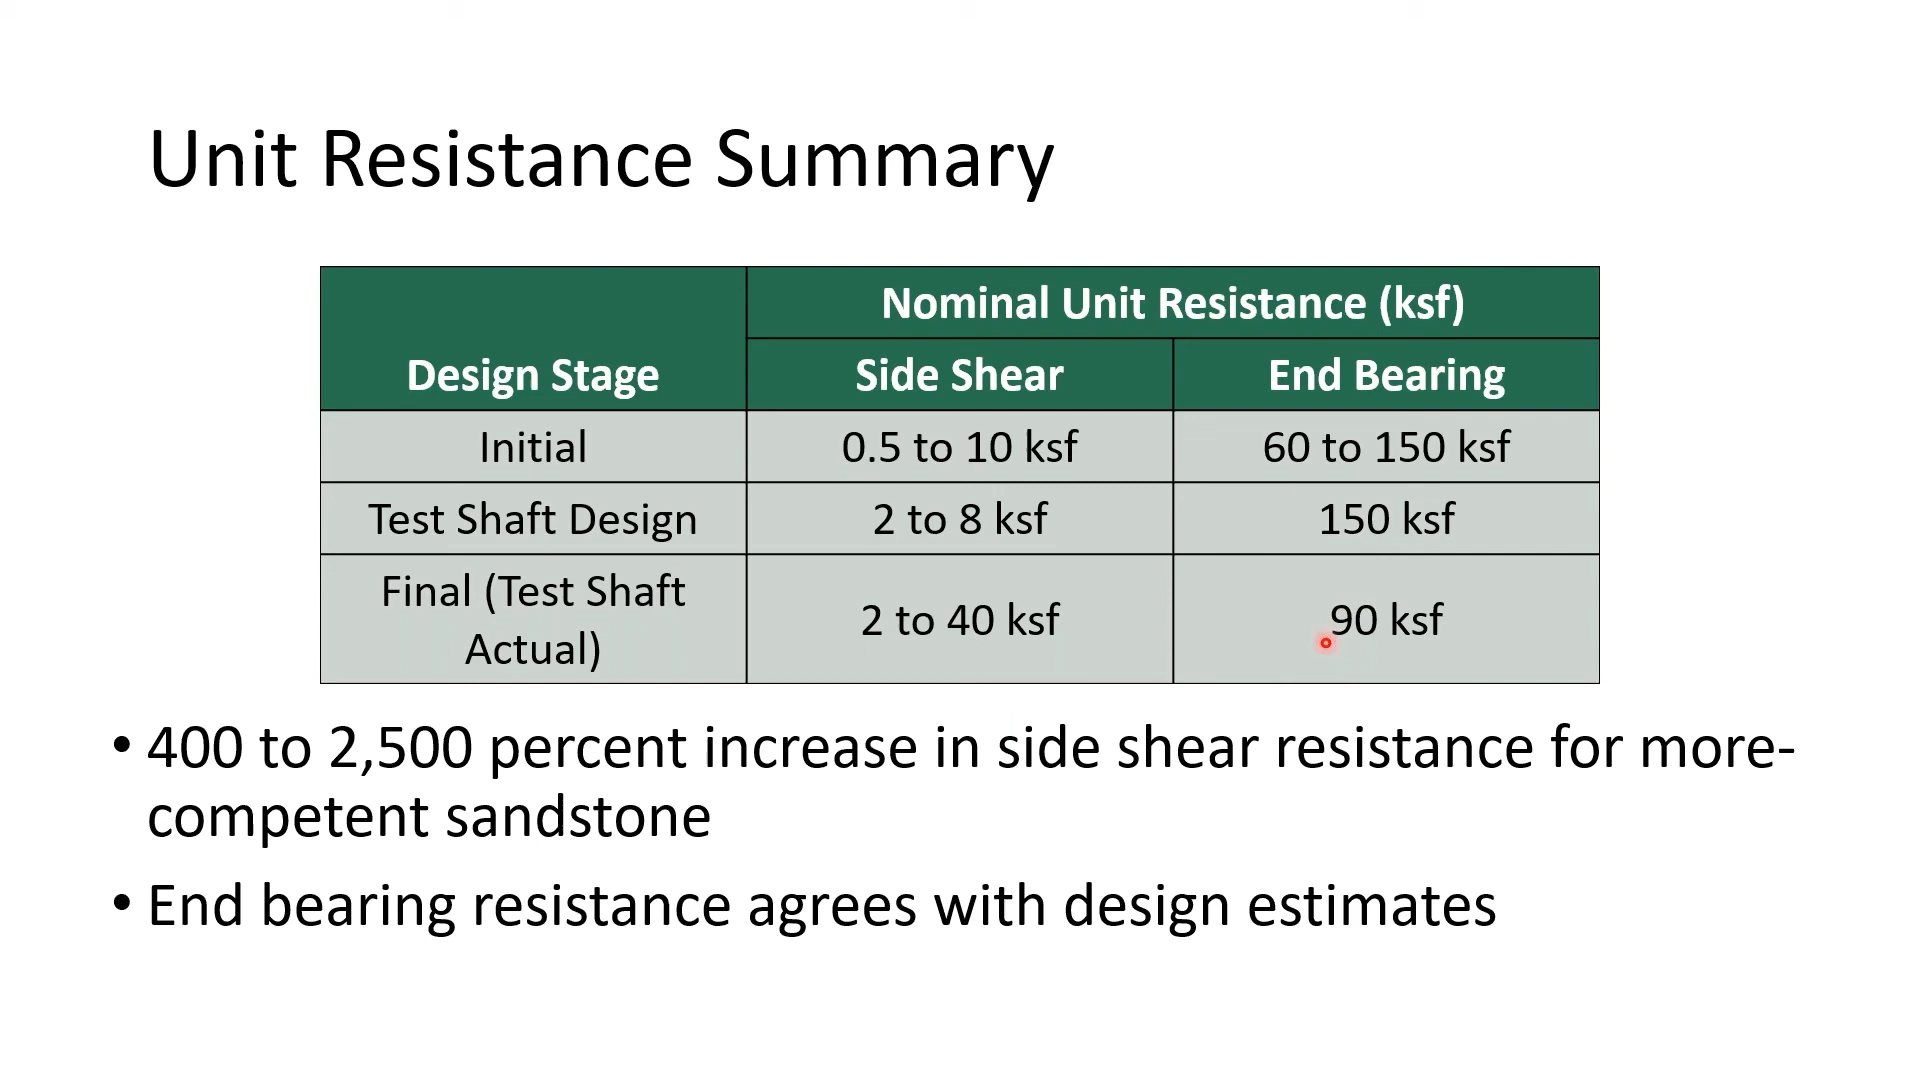 Unit Resistance Summary
Nominal Unit Resistance (ksf)
Design Stage Side Shear End Bearing
Initial 0.5 to 10 ksf 60 to 150 ksf
Test Shaft Design 2 to 8 ksf 150 ksf
Final (Test Shaft
Actual) 2 to 40 ksf 90 ksf
• 400 to 2,500 percent increase in side shear resistance for more-
competent sandstone
• End bearing resistance agrees with design estimates